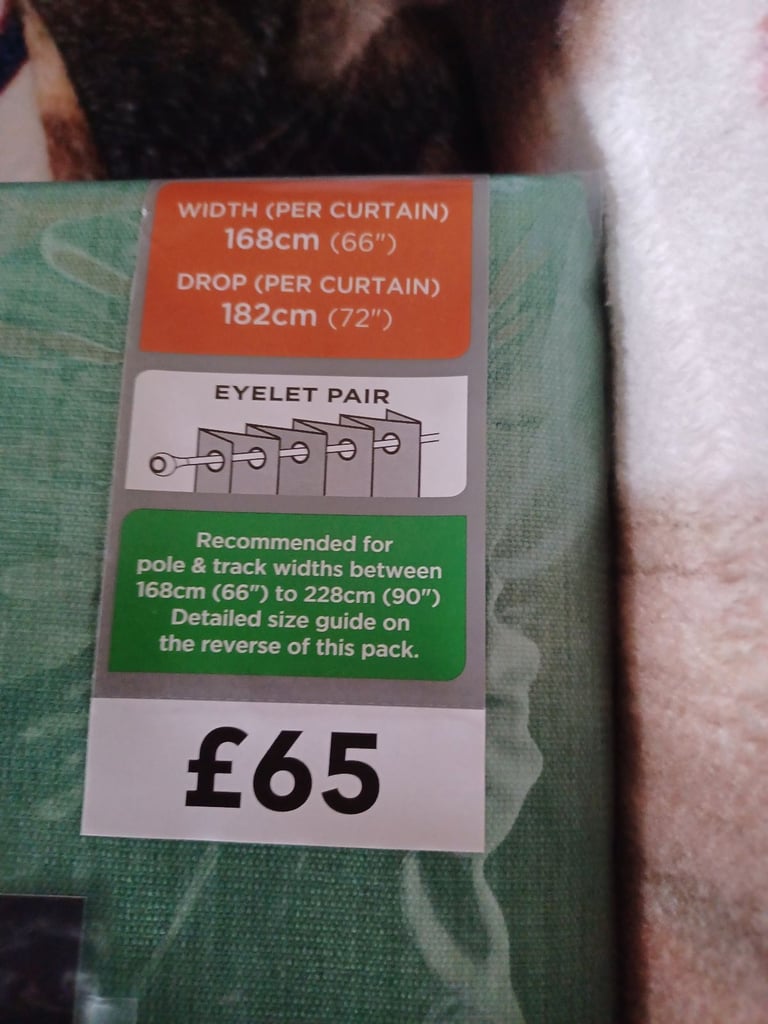 WIDTH (PER CURTAIN)
168cm (66")
DROP (PER CURTAIN)
182cm (72")
EYELET PAIR
Recommended for
pole & track widths between
168cm (66") to 228cm (90")
Detailed size guide on
the reverse of this pack.
£65